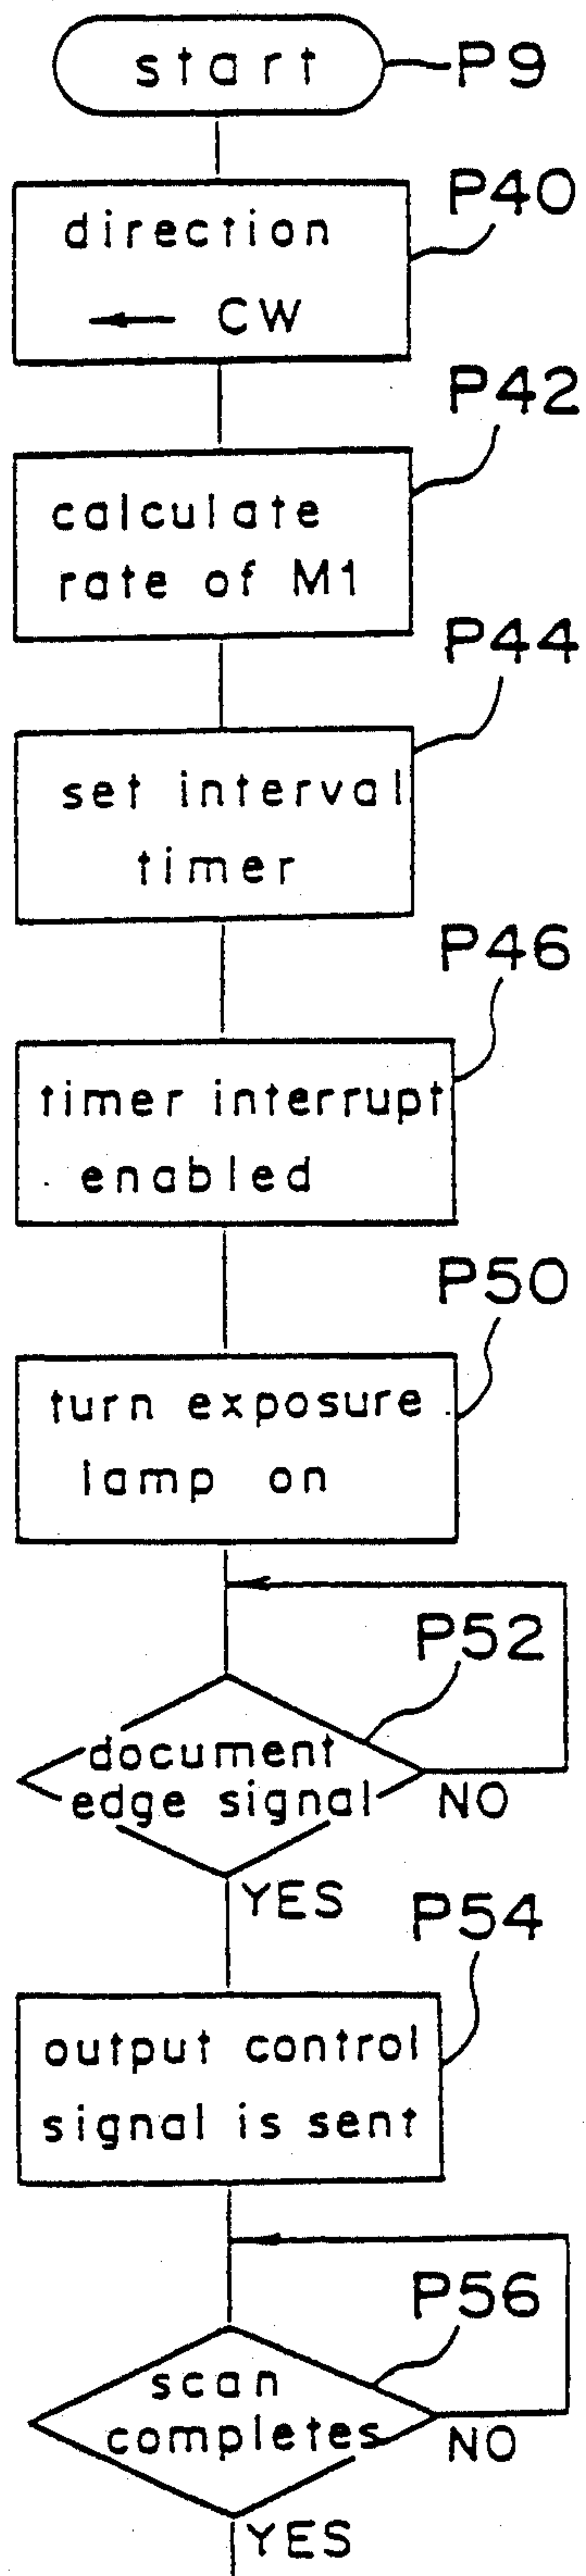 start
P9
P40
direction
← CW
P42
calculate
rate of M1
P44
set interval
timer
P46
timer interrupt
enabled
P50
turn exposure
lamp on
P52
document
edge signal
NO
YES
P54
output control
signal is sent
P56
scan
completes
NO
YES